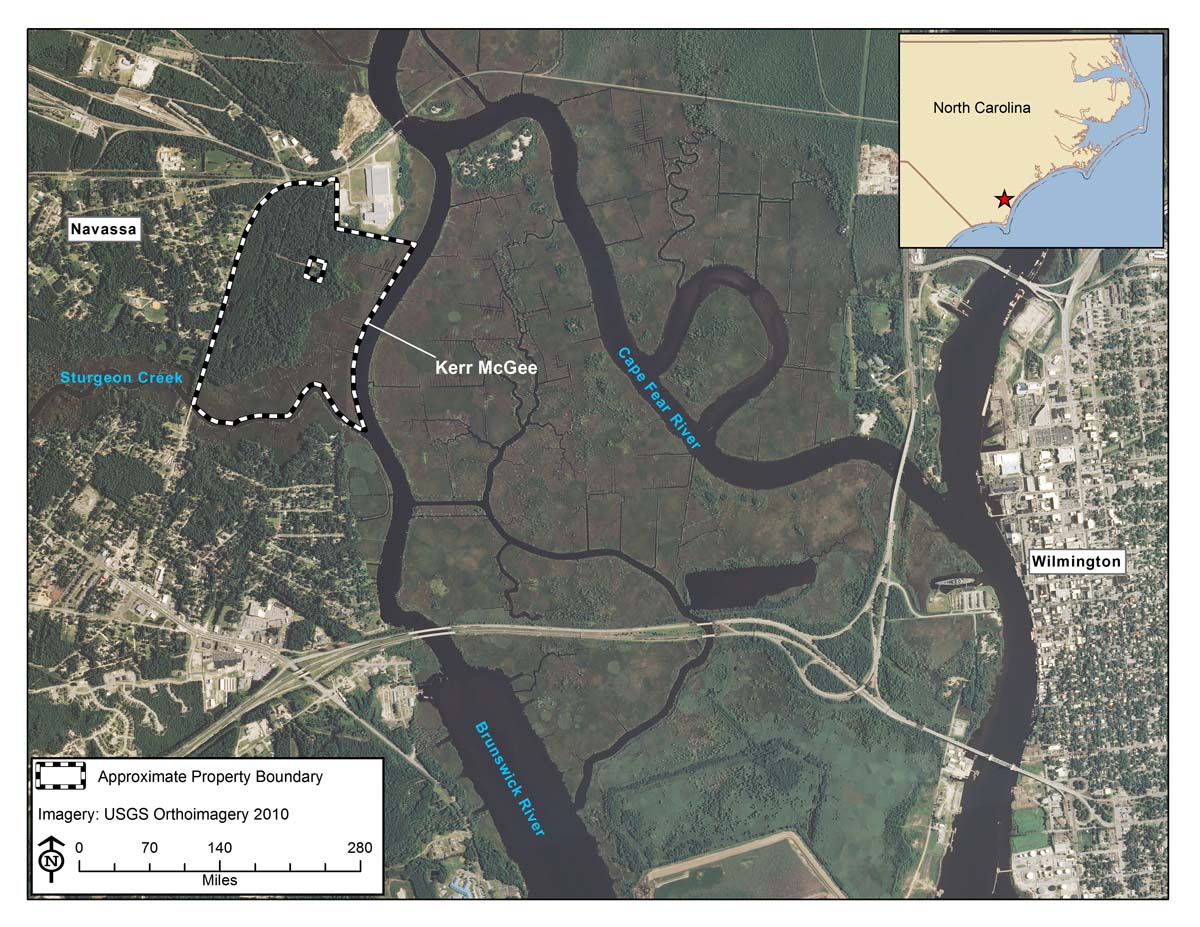 North Carolina
Navassa
Sturgeon Creek
Kerr McGee
Cape Fear River
Wilmington
Brunswick River
Approximate Property Boundary
Imagery: USGS Orthoimagery 2010
N
0 70 140 280
Miles